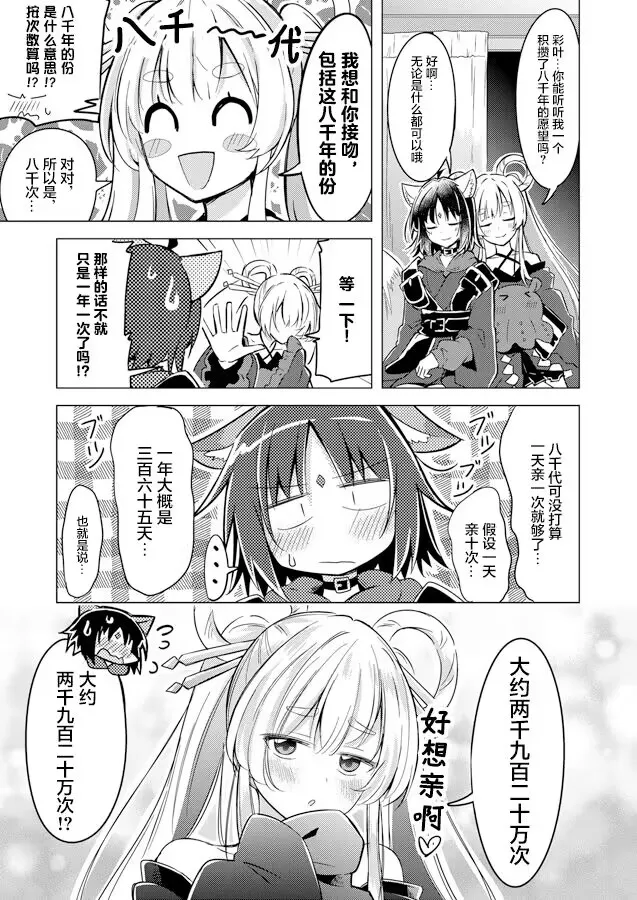 彩叶…你能听听我一个
积攒了八千年的愿望吗?
好啊…
无论是什么都可以哦
八千~代
我想和你接吻,
包括这八千年的份
八千年的份
是什么意思!?
按次数算吗!?
对对,
所以是,
八千次…
等一下!
那样的话不就
只是一年一次了吗!?
八千代可没打算
一天亲一次就够了…
假设一天
亲十次…
ブツ
ブツ
一年大概是
三百六十五天…
也就是说…
大约两千九百二十万次
好想亲啊♡
大约
两千九百二十万次!?